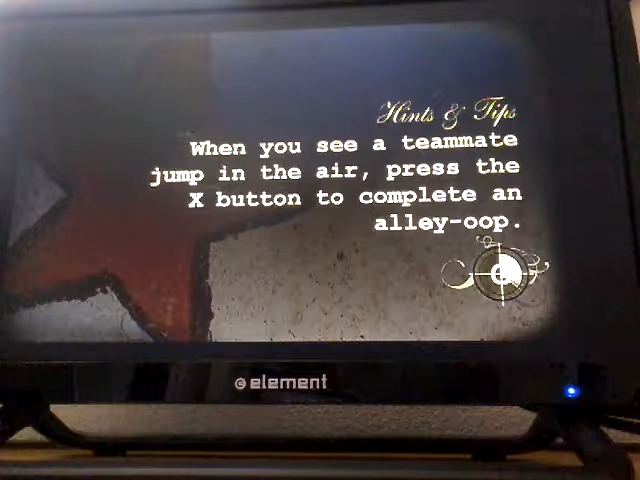 Hints & Tips
When you see a teammate
jump in the air, press the
X button to complete an
alley-oop.
element